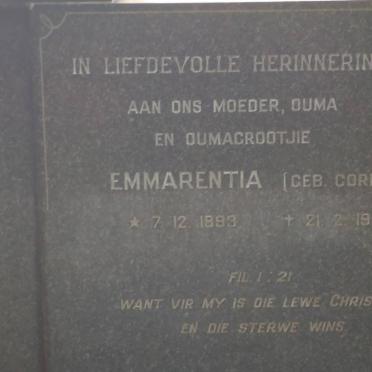 IN LIEFDEVOLLE HERINNERIN
AAN ONS MOEDER, OUMA
EN OUMAGROOTJIE
EMMARENTIA (GEB. COR
★ 7. 12. 1893 ✝ 21. 2. 19
FIL. 1 : 21
WANT VIR MY IS DIE LEWE CHRIS
EN DIE STERWE WINS.